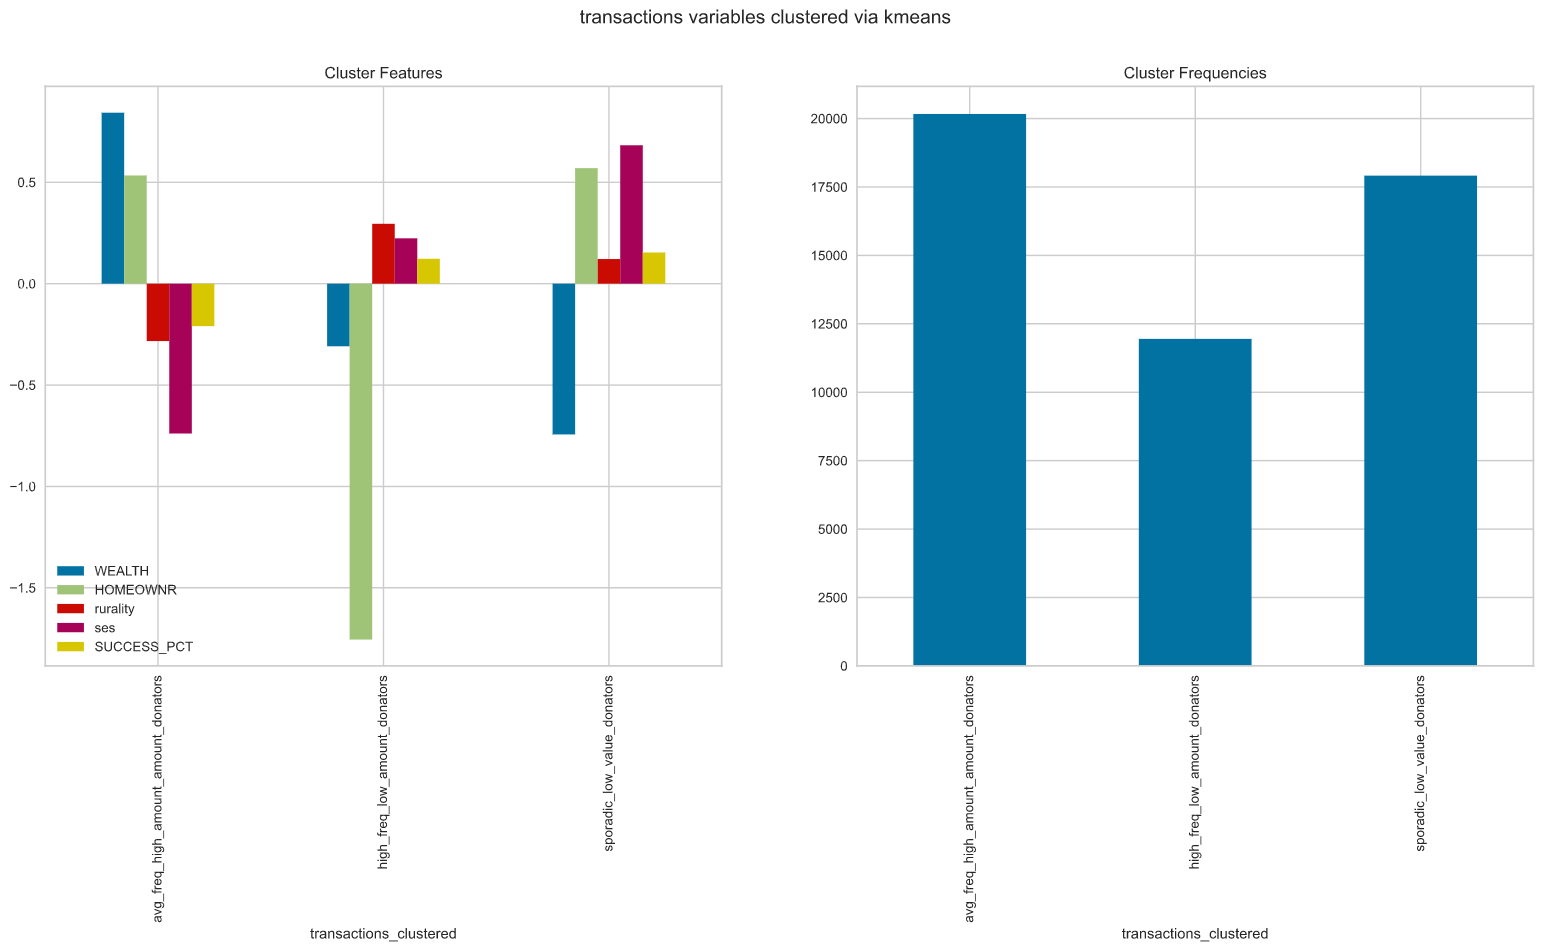 transactions variables clustered via kmeans
Cluster Features
0.5
0.0
−0.5
−1.0
−1.5
WEALTH
HOMEOWNR
rurality
ses
SUCCESS_PCT
avg_freq_high_amount_amount_donators
high_freq_low_amount_donators
sporadic_low_value_donators
transactions_clustered
Cluster Frequencies
20000
17500
15000
12500
10000
7500
5000
2500
0
avg_freq_high_amount_amount_donators
high_freq_low_amount_donators
sporadic_low_value_donators
transactions_clustered